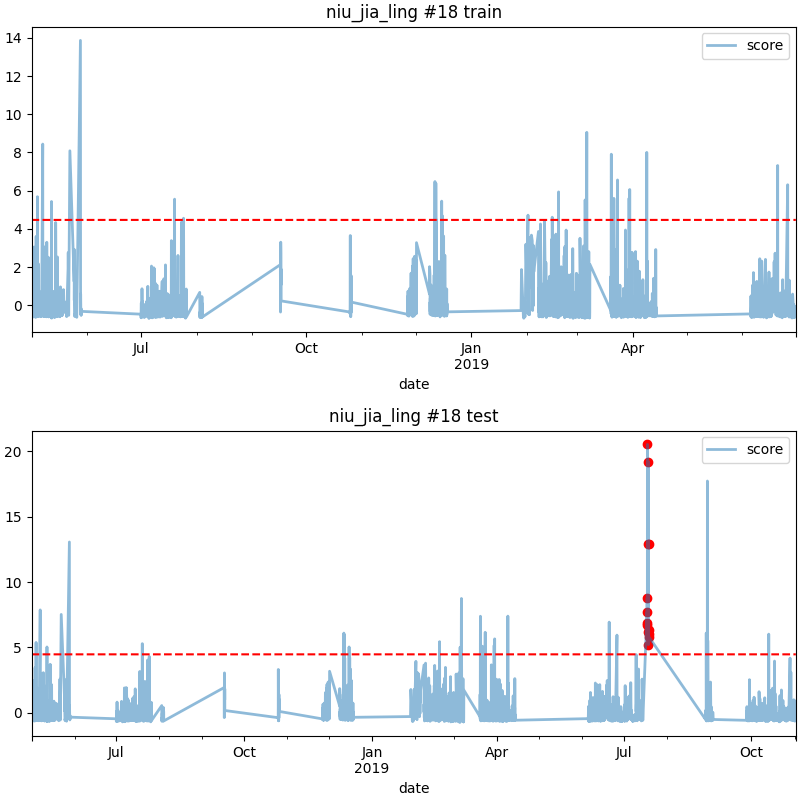 niu_jia_ling #18 train
score
14
12
10
8
6
4
2
0
Jul
Oct
Jan
2019
Apr
date
niu_jia_ling #18 test
score
20
15
10
5
0
Jul
Oct
Jan
2019
Apr
Jul
Oct
date